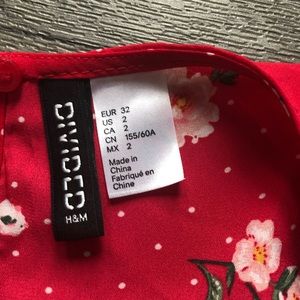 DIVIDED
H&M
EUR 32
US 2
CA 2
CN 155/60A
MX 2
Made in
China
Fabriqué en
Chine